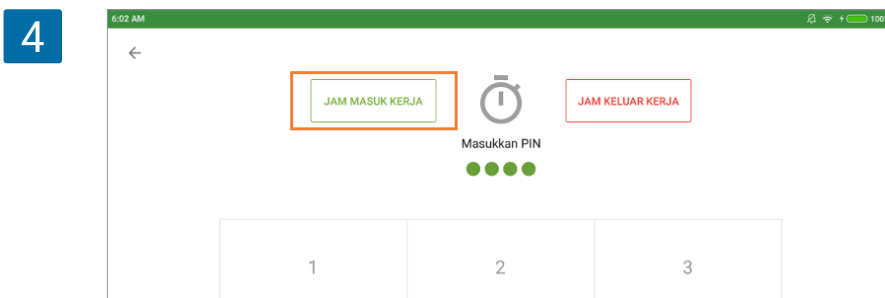 4
6:02 AM
100%
JAM MASUK KERJA
JAM KELUAR KERJA
Masukkan PIN
1 2 3